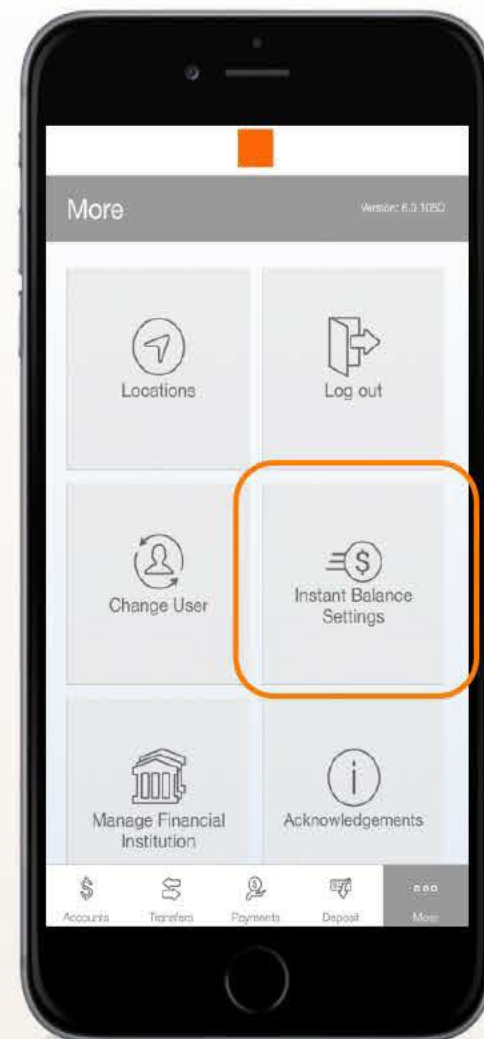 More
Locations
Log out
Change User
Instant Balance
Settings
Manage Financial
Institution
Acknowledgements
Accounts
Transfers
Payments
Deposit
More